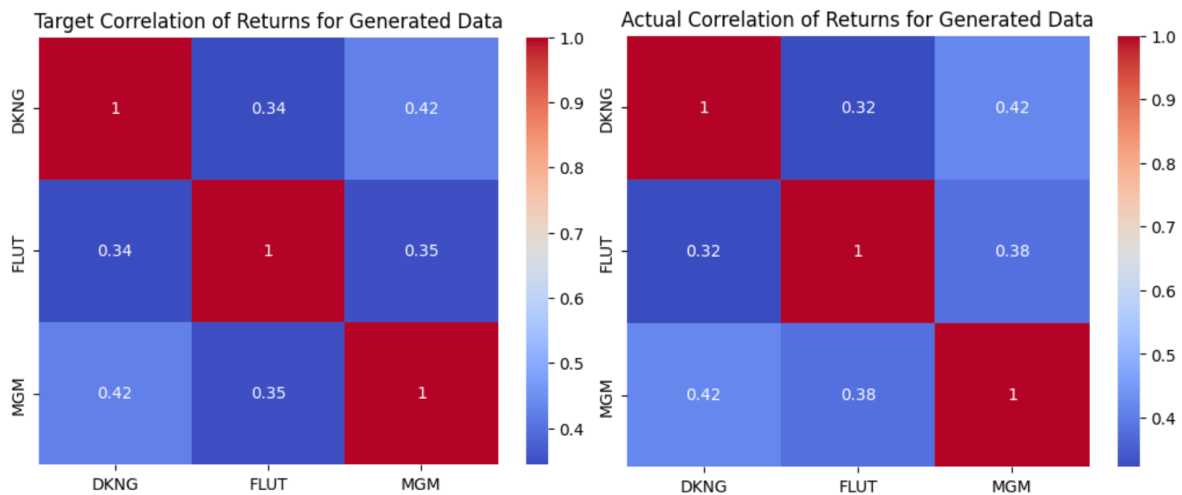 Target Correlation of Returns for Generated Data
DKNG 1 0.34 0.42
FLUT 0.34 1 0.35
MGM 0.42 0.35 1
DKNG FLUT MGM
1.0
0.9
0.8
0.7
0.6
0.5
0.4
Actual Correlation of Returns for Generated Data
DKNG 1 0.32 0.42
FLUT 0.32 1 0.38
MGM 0.42 0.38 1
DKNG FLUT MGM
1.0
0.9
0.8
0.7
0.6
0.5
0.4